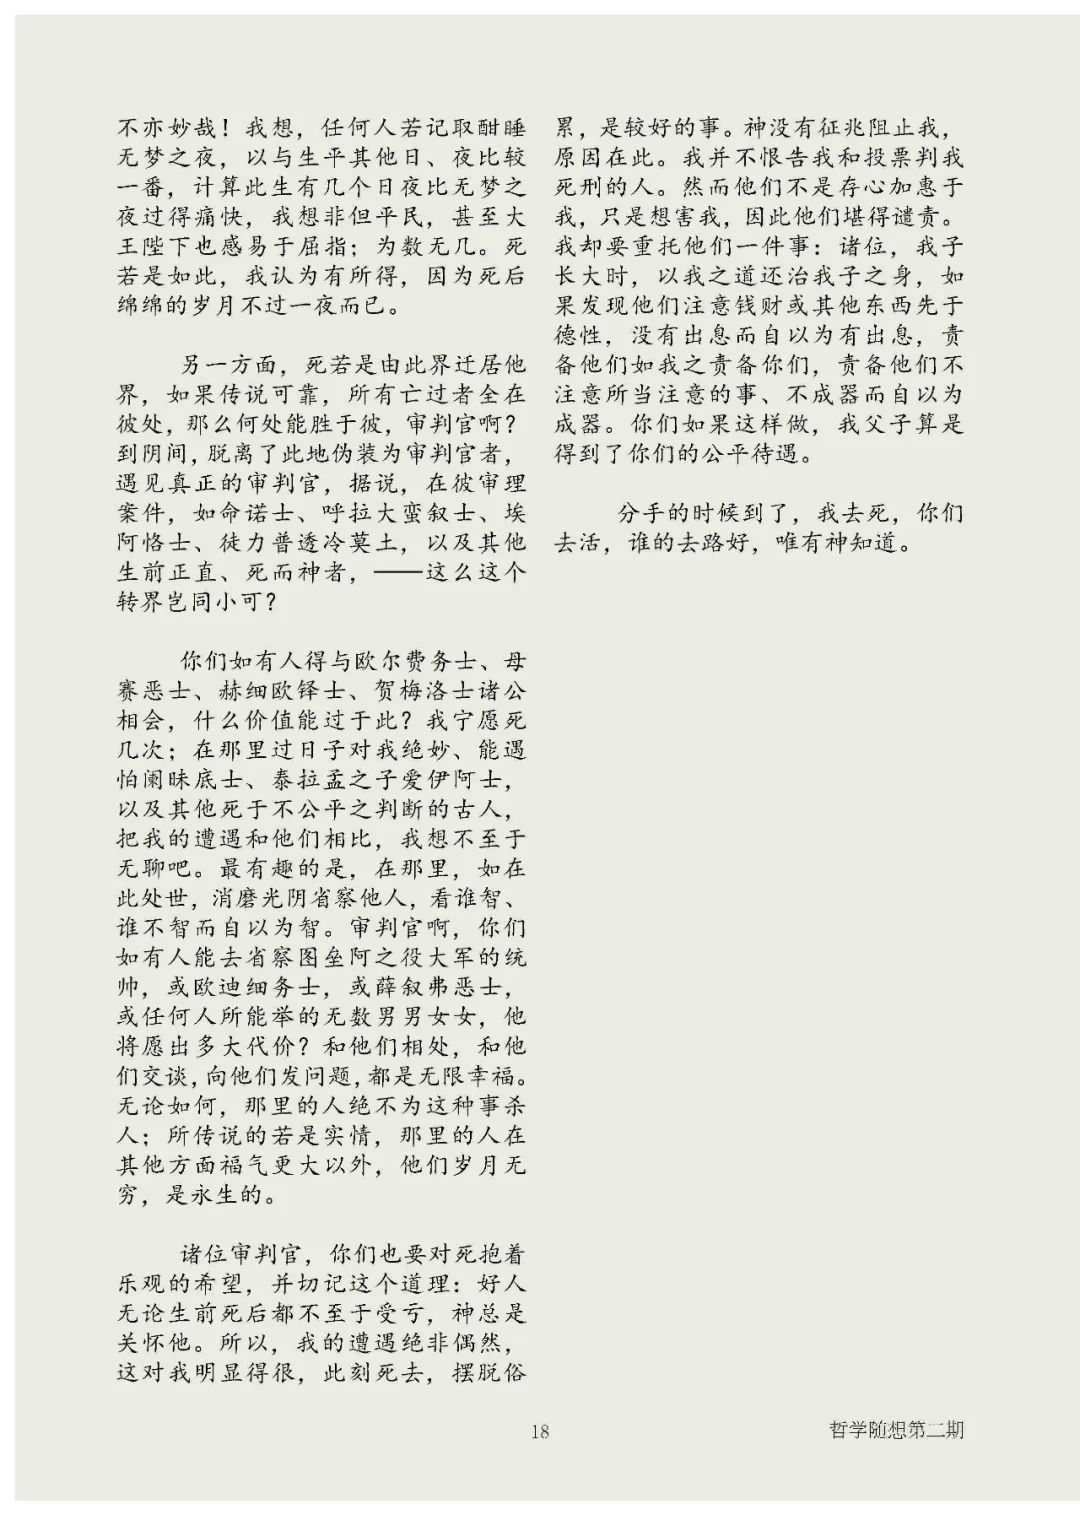 不亦妙哉！我想，任何人若记取酣睡
无梦之夜，以与生平其他日、夜比较
一番，计算此生有几个日夜比无梦之
夜过得痛快，我想非但平民，甚至大
王陛下也感易于屈指；为数无几。死
若是如此，我认为有所得，因为死后
绵绵的岁月不过一夜而已。
另一方面，死若是由此界迁居他
界，如果传说可靠，所有亡过者全在
彼处，那么何处能胜于彼，审判官啊？
到阴间，脱离了此地伪装为审判官者，
遇见真正的审判官，据说，在彼审理
案件，如命诺士、呼拉大蛮叙士、埃
阿恪士、徒力普透冷莫土，以及其他
生前正直、死而神者，——这么这个
转界岂同小可？
你们如有人得与欧尔费务士、母
赛恶士、赫细欧铎士、贺梅洛士诸公
相会，什么价值能过于此？我宁愿死
几次；在那里过日子对我绝妙、能遇
怕阑昧底士、泰拉孟之子爱伊阿士，
以及其他死于不公平之判断的古人，
把我的遭遇和他们相比，我想不至于
无聊吧。最有趣的是，在那里，如在
此处世，消磨光阴省察他人，看谁智、
谁不智而自以为智。审判官啊，你们
如有人能去省察图垒阿之役大军的统
帅，或欧迪细务士，或薛叙弗恶士，
或任何人所能举的无数男男女女，他
将愿出多大代价？和他们相处，和他
们交谈，向他们发问题，都是无限幸福。
无论如何，那里的人绝不为这种事杀
人；所传说的若是实情，那里的人在
其他方面福气更大以外，他们岁月无
穷，是永生的。
诸位审判官，你们也要对死抱着
乐观的希望，并切记这个道理：好人
无论生前死后都不至于受亏，神总是
关怀他。所以，我的遭遇绝非偶然，
这对我明显得很，此刻死去，摆脱俗
累，是较好的事。神没有征兆阻止我，
原因在此。我并不恨告我和投票判我
死刑的人。然而他们不是存心加惠于
我，只是想害我，因此他们堪得谴责。
我却要重托他们一件事：诸位，我子
长大时，以我之道还治我子之身，如
果发现他们注意钱财或其他东西先于
德性，没有出息而自以为有出息，责
备他们如我之责备你们，责备他们不
注意所当注意的事、不成器而自以为
成器。你们如果这样做，我父子算是
得到了你们的公平待遇。
分手的时候到了，我去死，你们
去活，谁的去路好，唯有神知道。
18
哲学随想第二期